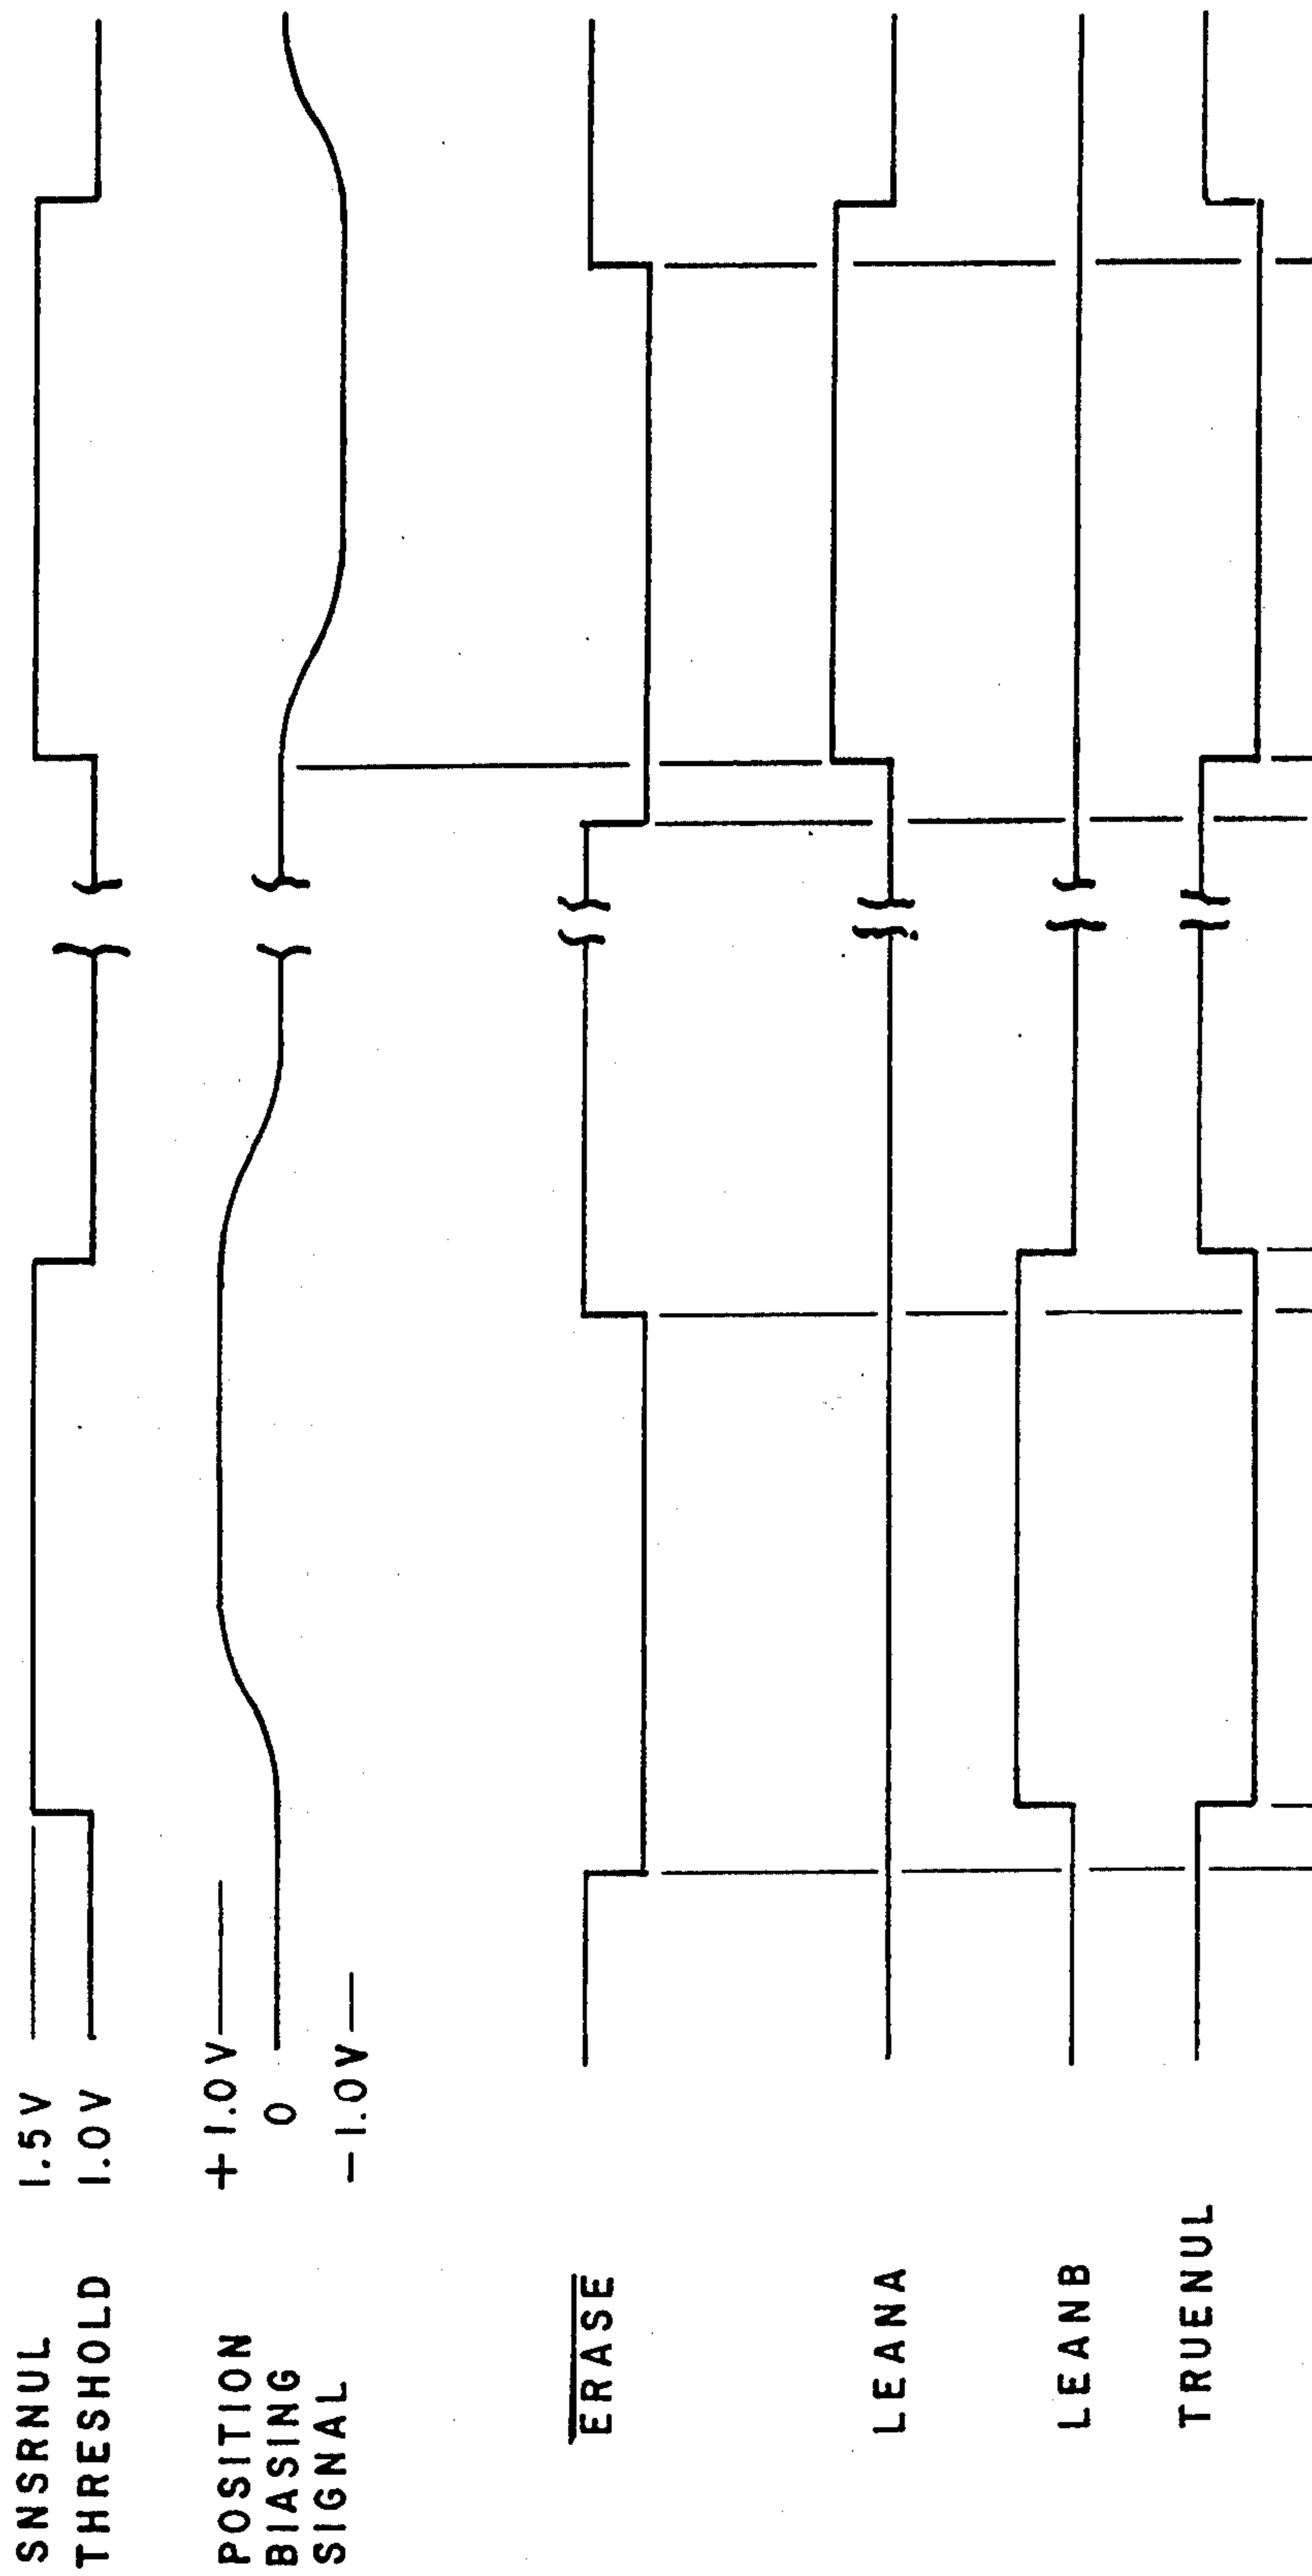 SNSRNUL 1.5V
THRESHOLD 1.0V
POSITION +1.0V
BIASING 0
SIGNAL -1.0V
ERASE
LEANA
LEANB
TRUENUL